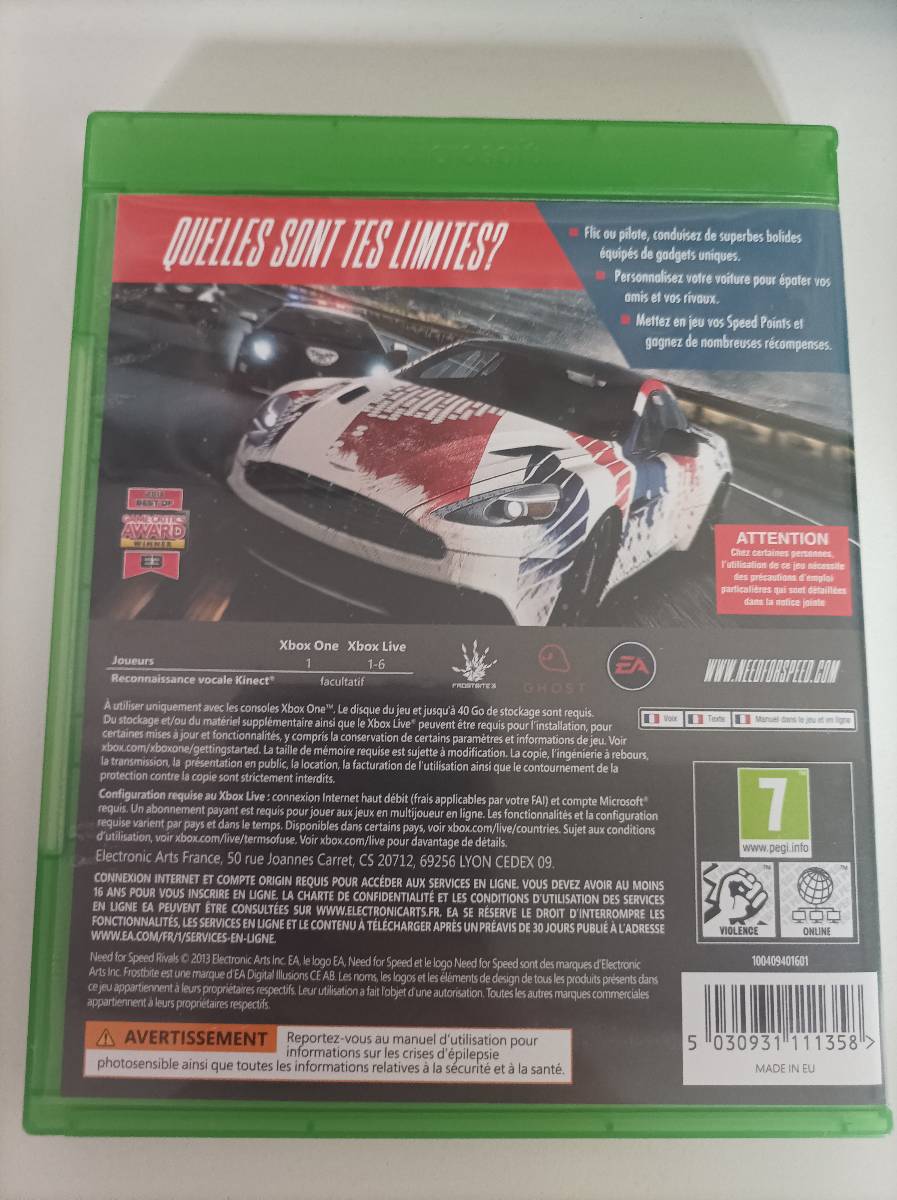 QUELLES SONT TES LIMITES?
Flic ou pilote, conduisez de superbes bolides
équipés de gadgets uniques.
Personnalisez votre voiture pour épater vos
amis et vos rivaux.
Mettez en jeu vos Speed Points et
gagnez de nombreuses récompenses.
BEST OF
GAME CRITICS
AWARD
WINNER
E3
ATTENTION
Chez certaines personnes,
l'utilisation de ce jeu nécessite
des précautions d'emploi
particulières qui sont détaillées
dans la notice jointe
Xbox One Xbox Live
Joueurs 1 1-6
Reconnaissance vocale Kinect® facultatif
FROSTBITE 3
GHOST
EA
WWW.NEEDFORSPEED.COM
Voix Texte Manuel dans le jeu et en ligne
À utiliser uniquement avec les consoles Xbox One™. Le disque du jeu et jusqu'à 40 Go de stockage sont requis.
Du stockage et/ou du matériel supplémentaire ainsi que le Xbox Live® peuvent être requis pour l'installation, pour
certaines mises à jour et fonctionnalités, y compris la conservation de certains paramètres et informations de jeu. Voir
xbox.com/xboxone/gettingstarted. La taille de mémoire requise est sujette à modification. La copie, l'ingénierie à rebours,
la transmission, la présentation en public, la location, la facturation de l'utilisation ainsi que le contournement de la
protection contre la copie sont strictement interdits.
Configuration requise au Xbox Live : connexion Internet haut débit (frais applicables par votre FAI) et compte Microsoft®
requis. Un abonnement payant est requis pour jouer aux jeux en multijoueur en ligne. Les fonctionnalités et la configuration
requise varient par pays et dans le temps. Disponibles dans certains pays, voir xbox.com/live/countries. Sujet aux conditions
d'utilisation, voir xbox.com/live/termsofuse. Voir xbox.com/live pour davantage de détails.
Electronic Arts France, 50 rue Joannes Carret, CS 20712, 69256 LYON CEDEX 09.
CONNEXION INTERNET ET COMPTE ORIGIN REQUIS POUR ACCÉDER AUX SERVICES EN LIGNE. VOUS DEVEZ AVOIR AU MOINS
16 ANS POUR VOUS INSCRIRE EN LIGNE. LA CHARTE DE CONFIDENTIALITÉ ET LES CONDITIONS D'UTILISATION DES SERVICES
EN LIGNE EA PEUVENT ÊTRE CONSULTÉES SUR WWW.ELECTRONICARTS.FR. EA SE RÉSERVE LE DROIT D'INTERROMPRE LES
FONCTIONNALITÉS, LES SERVICES EN LIGNE ET LE CONTENU À TÉLÉCHARGER APRÈS UN PRÉAVIS DE 30 JOURS PUBLIÉ À L'ADRESSE
WWW.EA.COM/FR/1/SERVICES-EN-LIGNE.
Need for Speed Rivals © 2013 Electronic Arts Inc. EA, le logo EA, Need for Speed et le logo Need for Speed sont des marques d'Electronic
Arts Inc. Frostbite est une marque d'EA Digital Illusions CE AB. Les noms, les logos et les éléments de design de tous les produits présents dans
ce jeu appartiennent à leurs propriétaires respectifs. Leur utilisation a fait l'objet d'une autorisation. Toutes les autres marques commerciales
appartiennent à leurs propriétaires respectifs.
7
www.pegi.info
VIOLENCE
ONLINE
100409401601
5 030931 111358 >
MADE IN EU
AVERTISSEMENT Reportez-vous au manuel d'utilisation pour
informations sur les crises d'épilepsie
photosensible ainsi que toutes les informations relatives à la sécurité et à la santé.